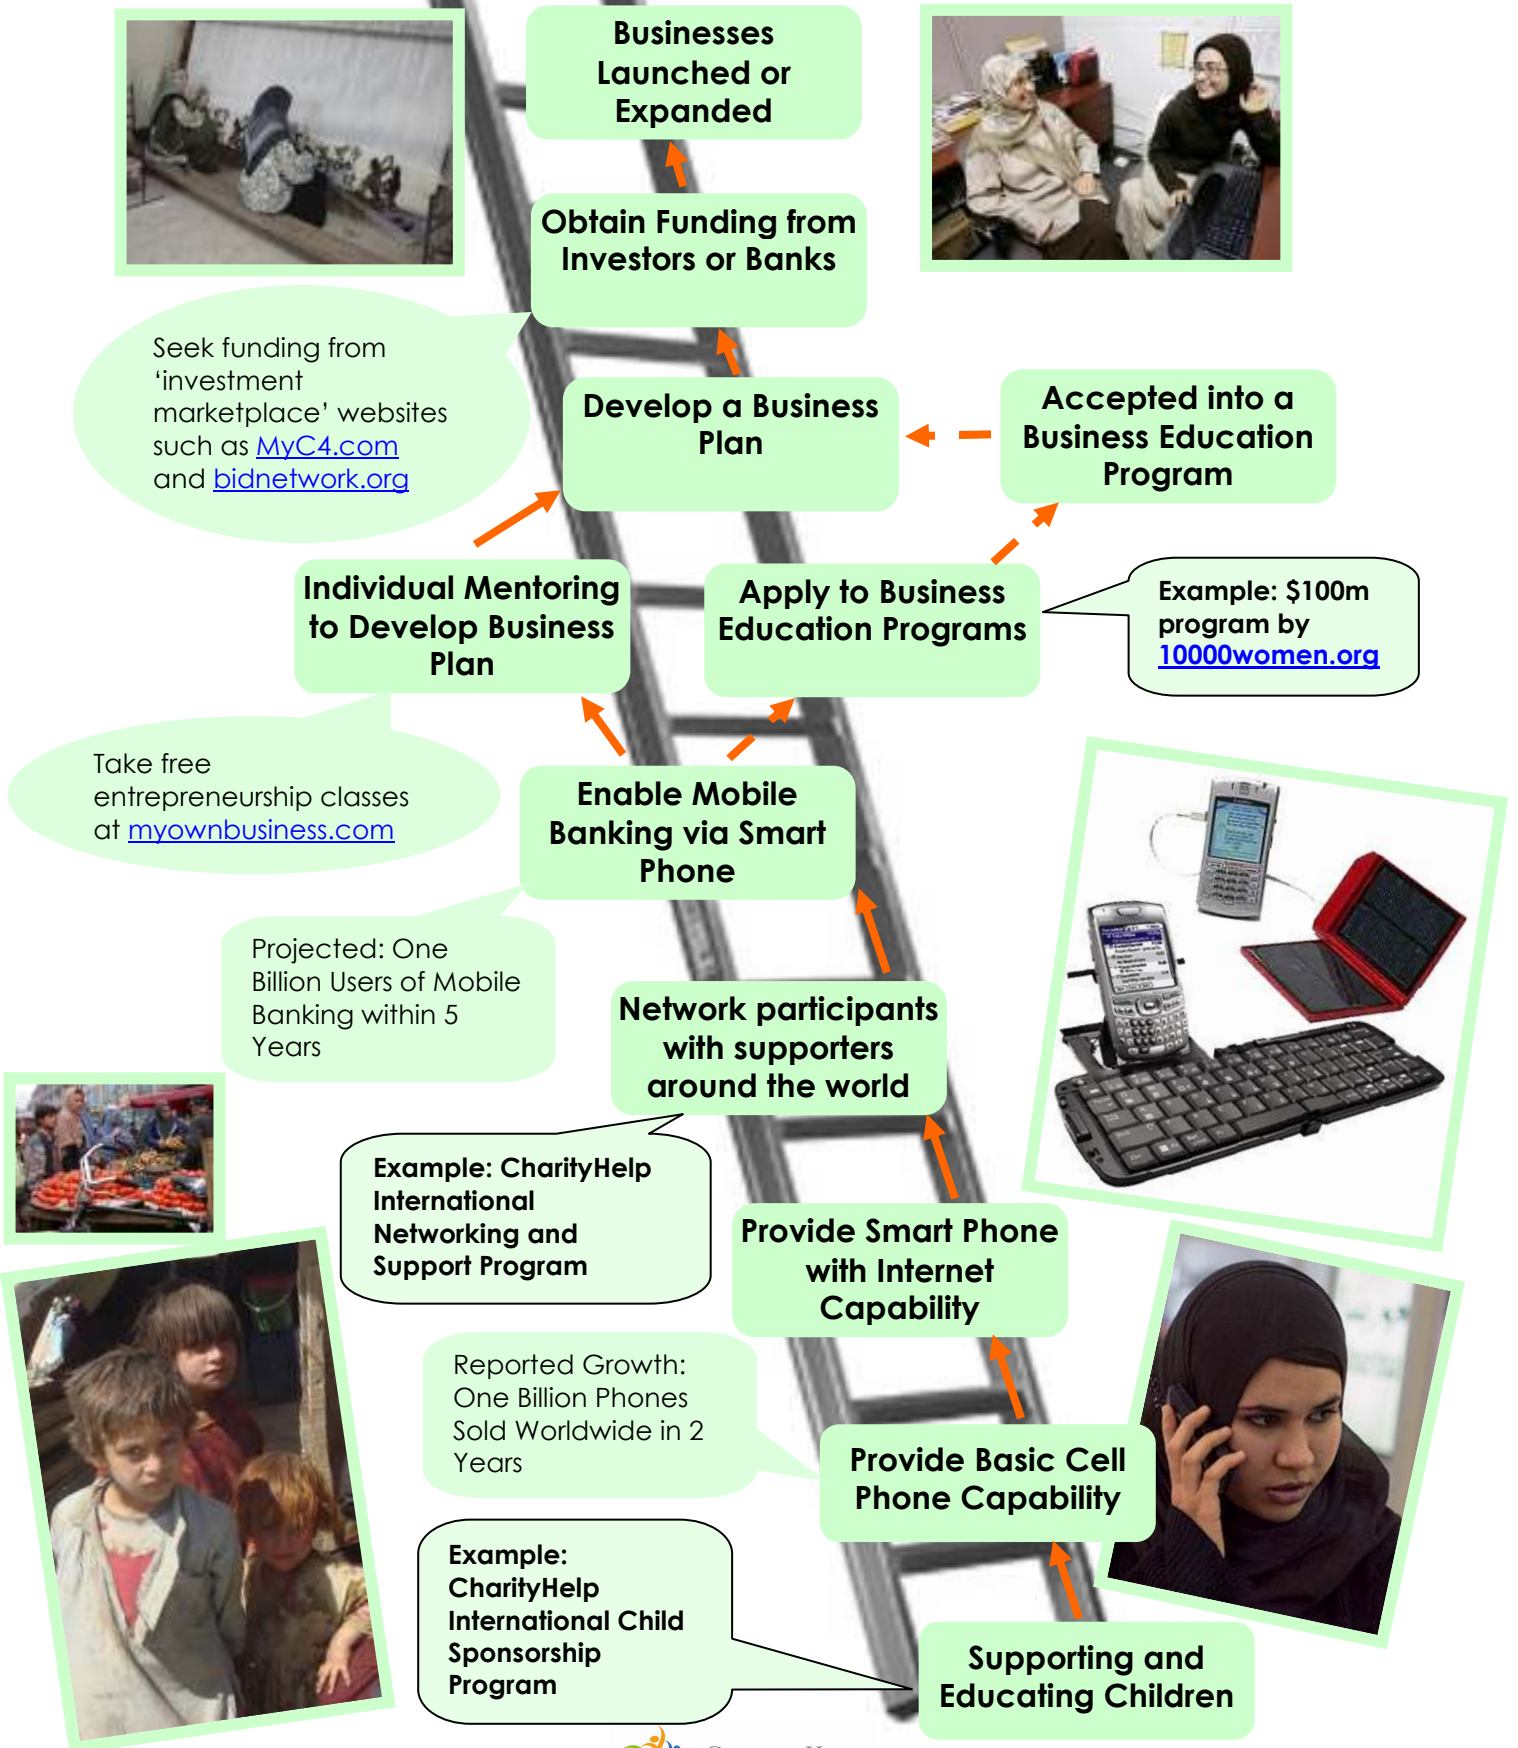 Businesses
Launched or
Expanded
Obtain Funding from
Investors or Banks
Seek funding from
‘investment
marketplace’ websites
such as MyC4.com
and bidnetwork.org
Develop a Business
Plan
Accepted into a
Business Education
Program
Individual Mentoring
to Develop Business
Plan
Apply to Business
Education Programs
Example: $100m
program by
10000women.org
Take free
entrepreneurship classes
at myownbusiness.com
Enable Mobile
Banking via Smart
Phone
Projected: One
Billion Users of Mobile
Banking within 5
Years
Network participants
with supporters
around the world
Example: CharityHelp
International
Networking and
Support Program
Provide Smart Phone
with Internet
Capability
Reported Growth:
One Billion Phones
Sold Worldwide in 2
Years
Provide Basic Cell
Phone Capability
Example:
CharityHelp
International Child
Sponsorship
Program
Supporting and
Educating Children